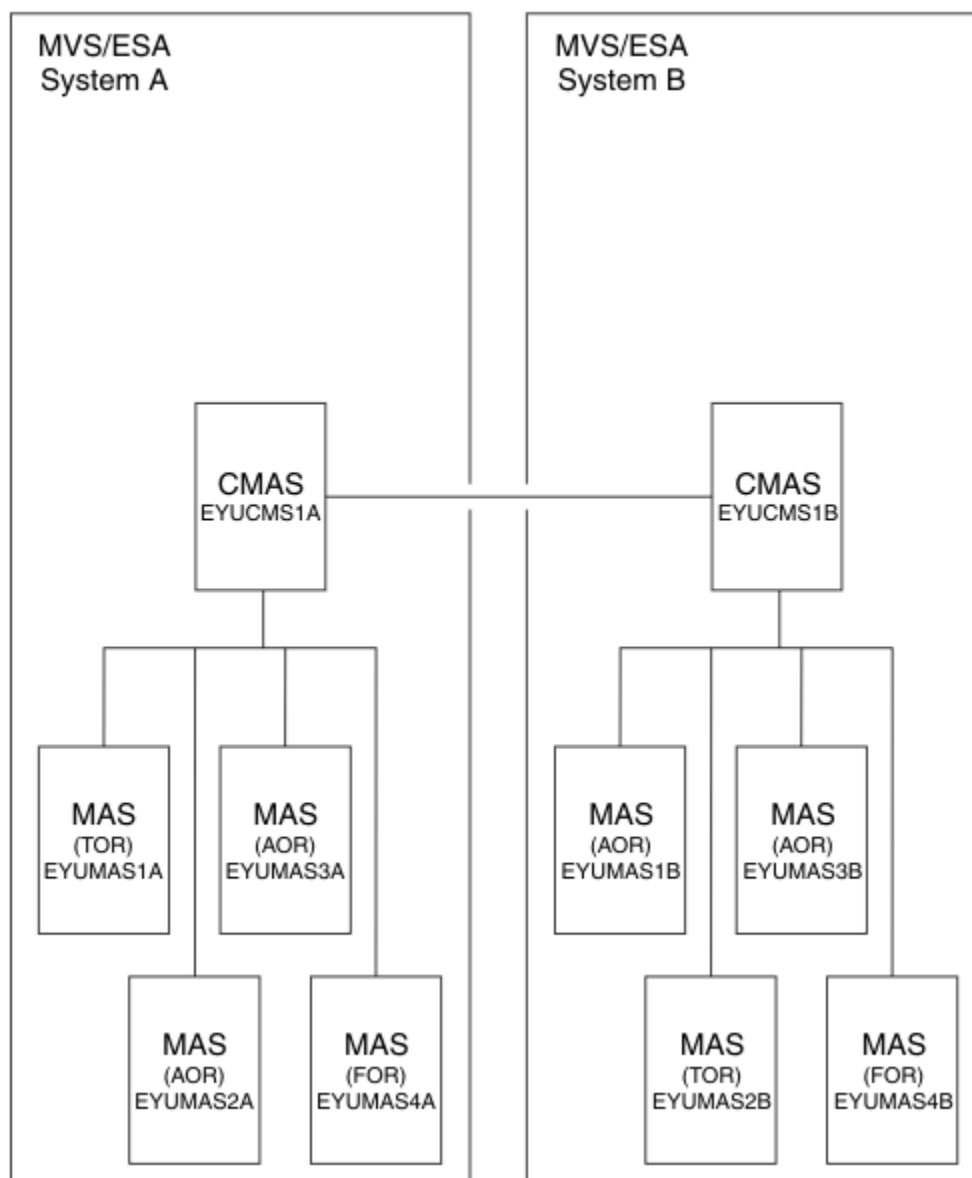 MVS/ESA
System A
MVS/ESA
System B
CMAS
EYUCMS1A
CMAS
EYUCMS1B
MAS
(TOR)
EYUMAS1A
MAS
(AOR)
EYUMAS3A
MAS
(AOR)
EYUMAS1B
MAS
(AOR)
EYUMAS3B
MAS
(AOR)
EYUMAS2A
MAS
(FOR)
EYUMAS4A
MAS
(TOR)
EYUMAS2B
MAS
(FOR)
EYUMAS4B